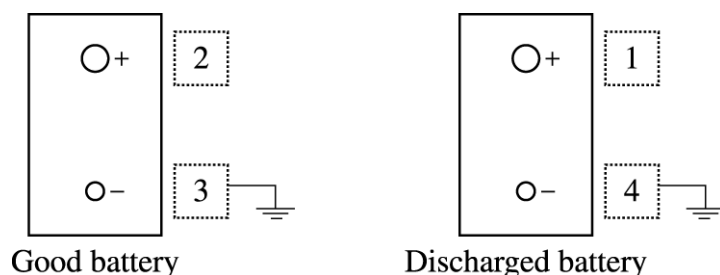 + 2 + 1
− 3 − 4
Good battery Discharged battery